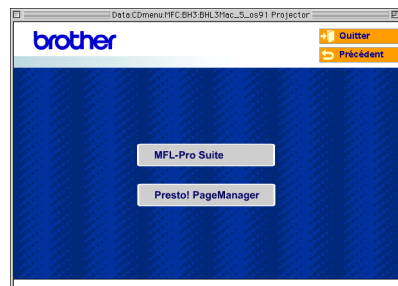 Data:CDmenu:MFC:BH3:BHL3Mac_5_os91 Projector
brother
Quitter
Précédent
MFL-Pro Suite
Presto! PageManager